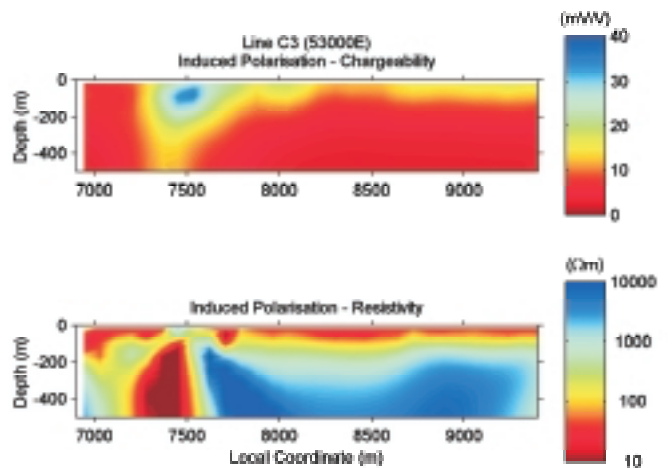 (mV/V)
Line C3 (53000E)
Induced Polarisation - Chargeability
40
30
20
10
0
Depth (m)
0
-200
-400
7000 7500 8000 8500 9000
(Ωm)
Induced Polarisation - Resistivity
10000
1000
100
10
Depth (m)
0
-200
-400
7000 7500 8000 8500 9000
Local Coordinate (m)